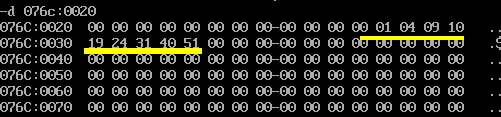 -d 076c:0020
076C:0020 00 00 00 00 00 00 00 00-00 00 00 00 01 04 09 10 ..
076C:0030 19 24 31 40 51 00 00 00-00 00 00 00 00 00 00 00 .$
076C:0040 00 00 00 00 00 00 00 00-00 00 00 00 00 00 00 00 ..
076C:0050 00 00 00 00 00 00 00 00-00 00 00 00 00 00 00 00 ..
076C:0060 00 00 00 00 00 00 00 00-00 00 00 00 00 00 00 00 ..
076C:0070 00 00 00 00 00 00 00 00-00 00 00 00 00 00 00 00 ..